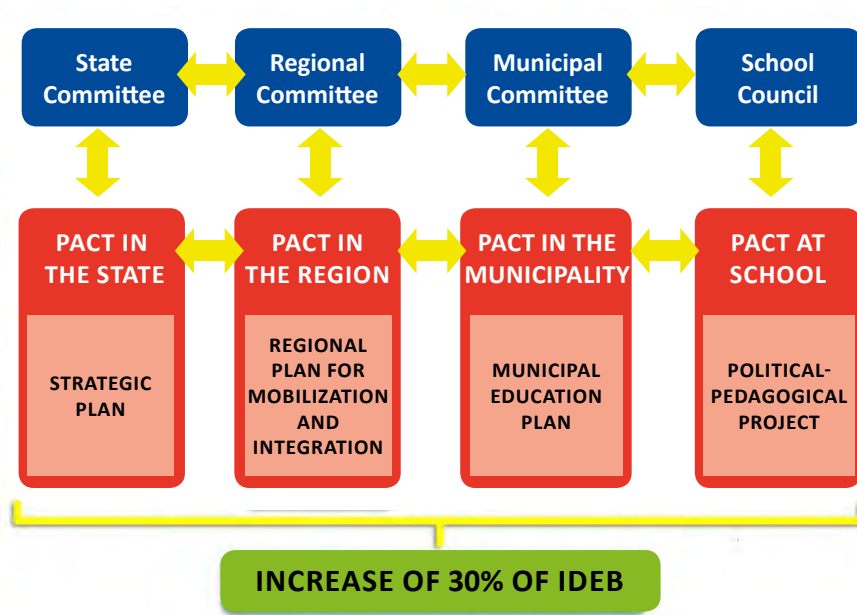 State
Committee
Regional
Committee
Municipal
Committee
School
Council
PACT IN
THE STATE
PACT IN
THE REGION
PACT IN THE
MUNICIPALITY
PACT AT
SCHOOL
STRATEGIC
PLAN
REGIONAL
PLAN FOR
MOBILIZATION
AND
INTEGRATION
MUNICIPAL
EDUCATION
PLAN
POLITICAL-
PEDAGOGICAL
PROJECT
INCREASE OF 30% OF IDEB